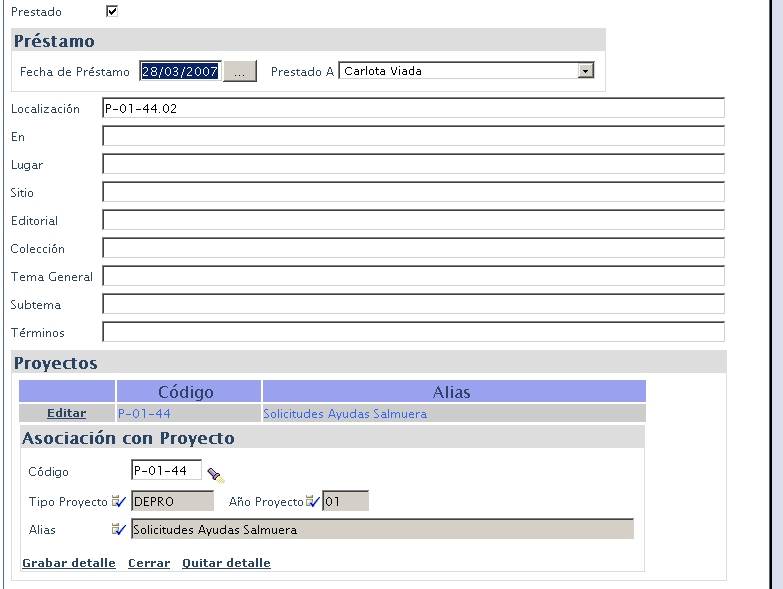 Prestado
Préstamo
Fecha de Préstamo 28/03/2007 ... Prestado A Carlota Viada
Localización P-01-44.02
En
Lugar
Sitio
Editorial
Colección
Tema General
Subtema
Términos
Proyectos
Código Alias
Editar P-01-44 Solicitudes Ayudas Salmuera
Asociación con Proyecto
Código P-01-44
Tipo Proyecto DEPRO Año Proyecto 01
Alias Solicitudes Ayudas Salmuera
Grabar detalle Cerrar Quitar detalle